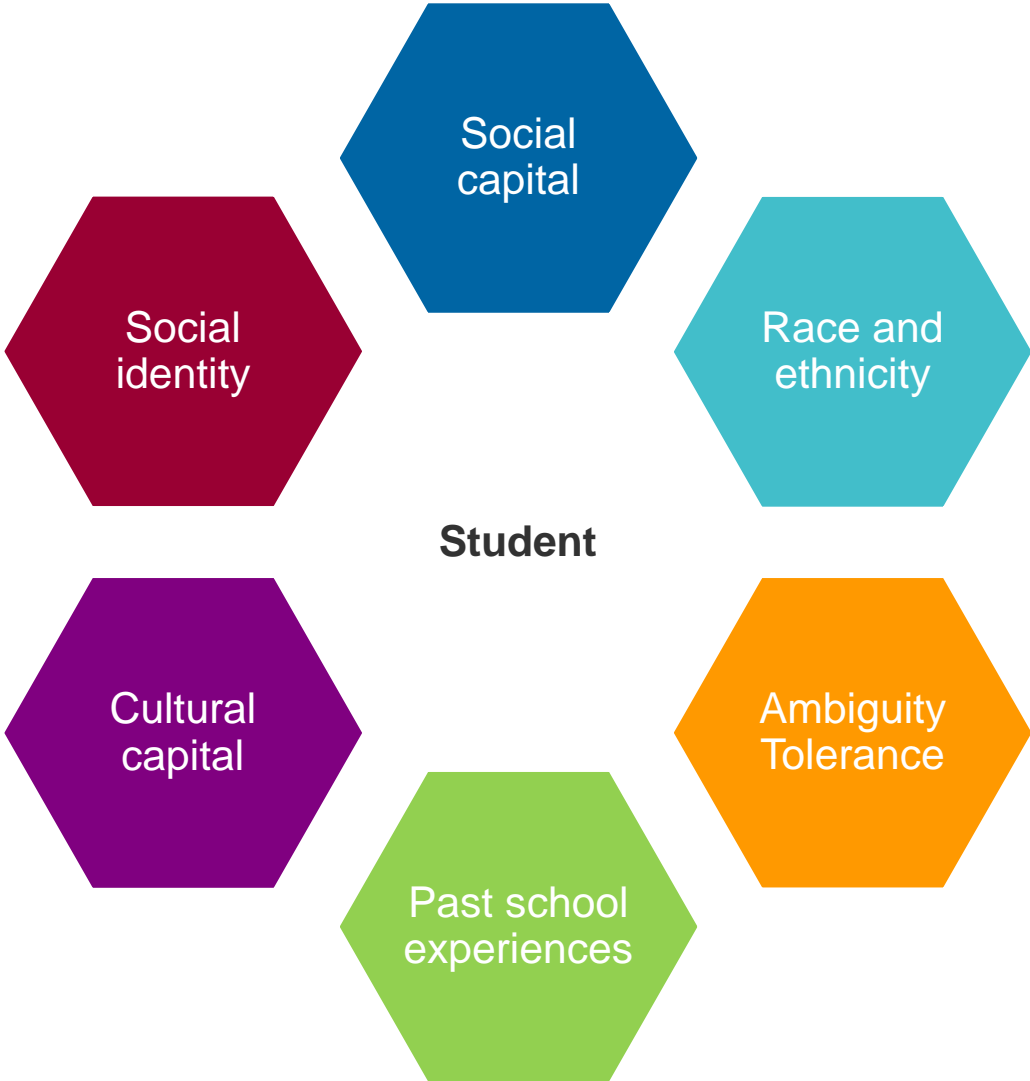 Social
capital
Social
identity
Race and
ethnicity
Student
Cultural
capital
Ambiguity
Tolerance
Past school
experiences